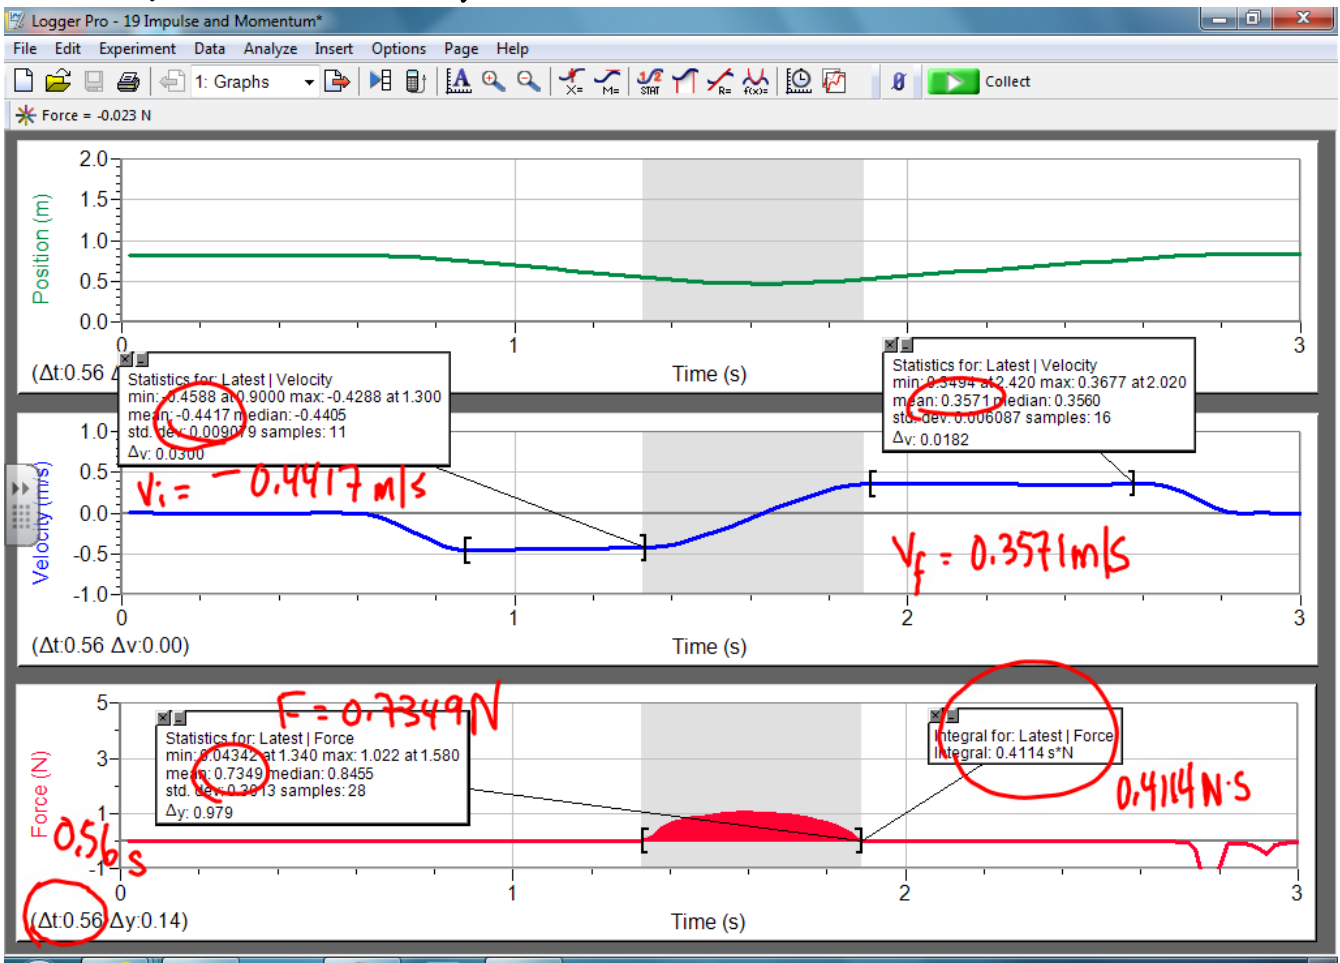 Logger Pro - 19 Impulse and Momentum*
File Edit Experiment Data Analyze Insert Options Page Help
1: Graphs
X= M= 1/2 STAT R= f(x)= Collect
Force = -0.023 N
Position (m)
2.0
1.5
1.0
0.5
0.0
0 1 3
(Δt:0.56
Time (s)
Statistics for: Latest | Velocity
min: -0.4588 at 0.9000 max: -0.4288 at 1.300
mean: -0.4417 median: -0.4405
std. dev: 0.009079 samples: 11
Δv: 0.0300
Statistics for: Latest | Velocity
min: 0.3494 at 2.420 max: 0.3677 at 2.020
mean: 0.3571 median: 0.3560
std. dev: 0.006087 samples: 16
Δv: 0.0182
Velocity (m/s)
1.0
0.5
0.0
-0.5
-1.0
Vi = -0.4417 m/s
Vf = 0.3571 m/s
0 1 2 3
(Δt:0.56 Δv:0.00)
Time (s)
Force (N)
5
3
1
-1
F = 0.7349 N
Statistics for: Latest | Force
min: 0.04342 at 1.340 max: 1.022 at 1.580
mean: 0.7349 median: 0.8455
std. dev: 0.3013 samples: 28
Δy: 0.979
Integral for: Latest | Force
Integral: 0.4114 s*N
0.4114 N·S
0.56 s
0 1 2 3
(Δt:0.56 Δy:0.14)
Time (s)